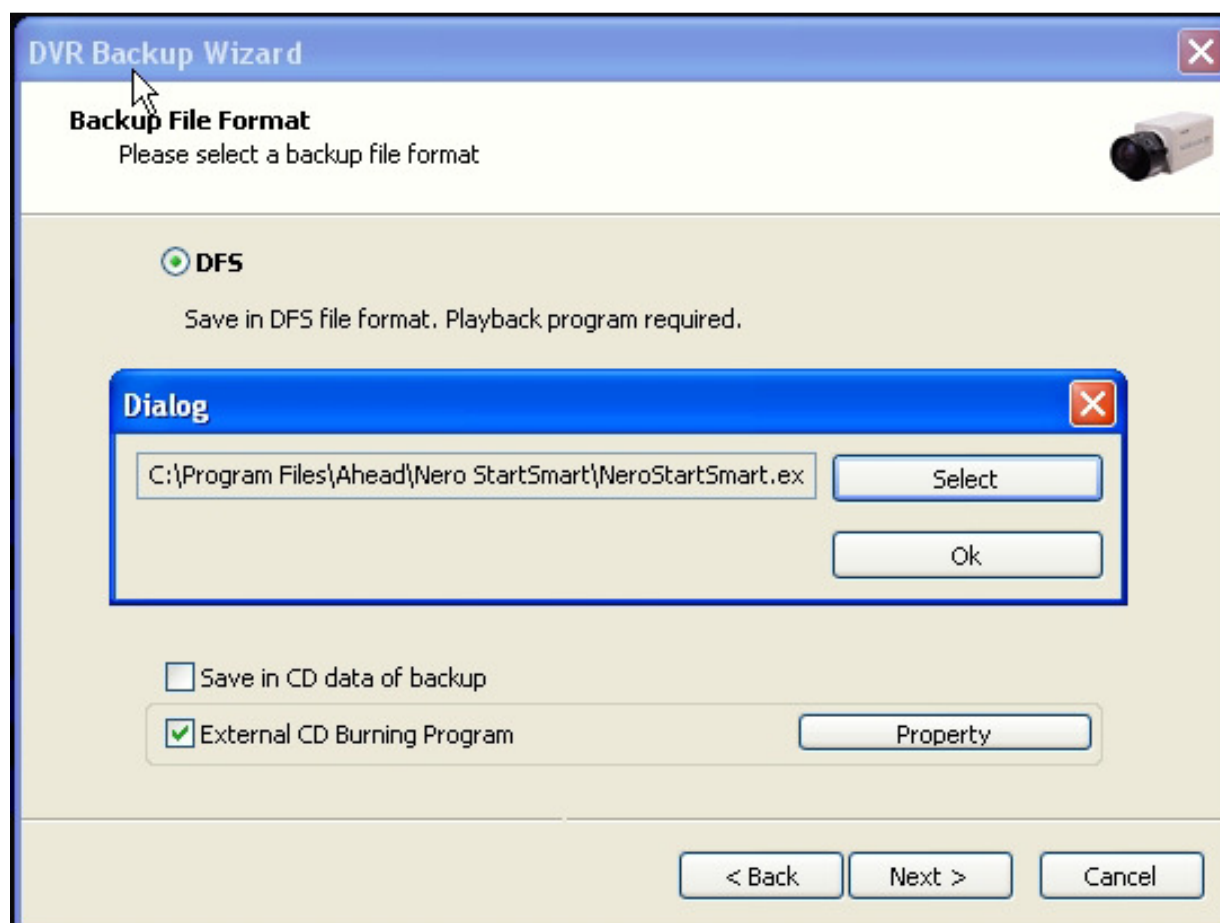 DVR Backup Wizard
Backup File Format
Please select a backup file format
DFS
Save in DFS file format. Playback program required.
Dialog
C:\Program Files\Ahead\Nero StartSmart\NeroStartSmart.ex
Select
Ok
Save in CD data of backup
External CD Burning Program
Property
< Back
Next >
Cancel